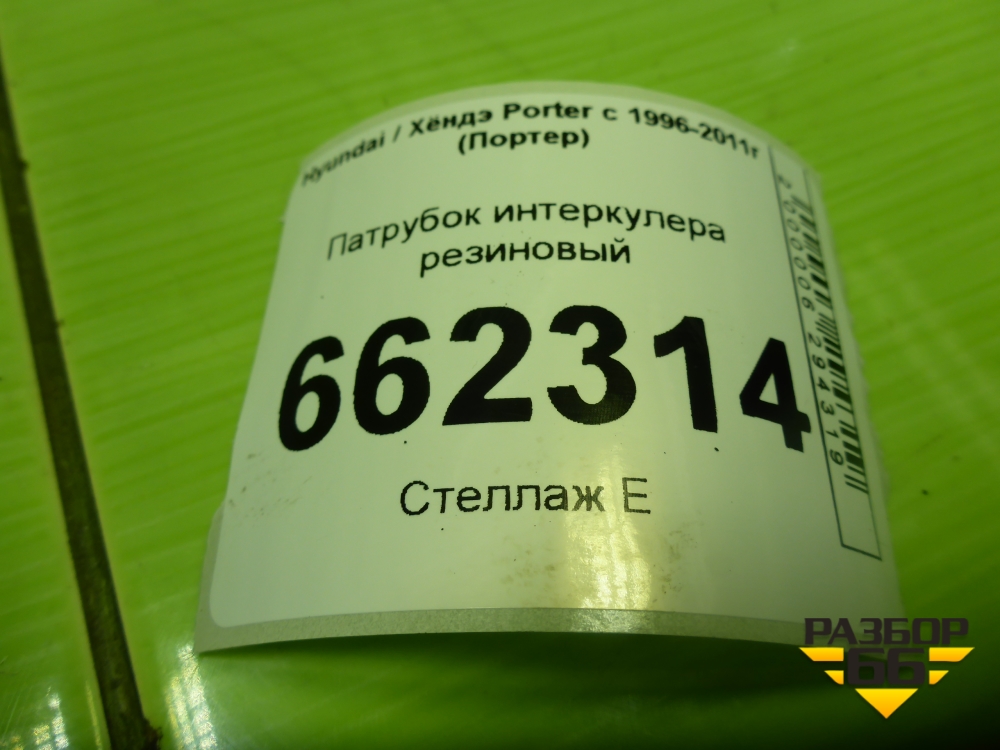 Hyundai / Хёндэ Porter с 1996-2011г
(Портер)
Патрубок интеркулера
резиновый
662314
Стеллаж Е
2000006294319
РАЗБОР
66